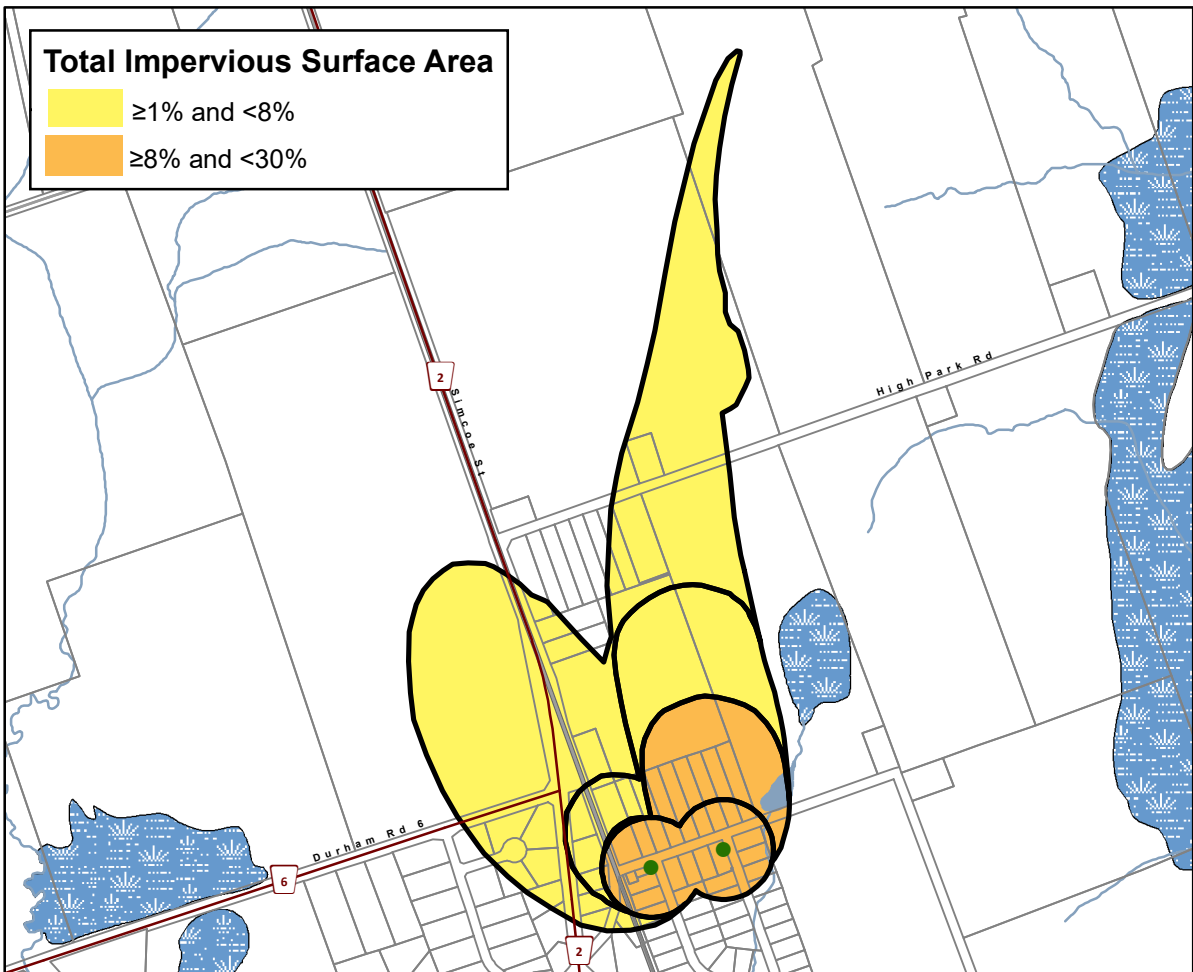 Total Impervious Surface Area
≥1% and <8%
≥8% and <30%
2
Simcoe St
High Park Rd
Durham Rd 6
6
2